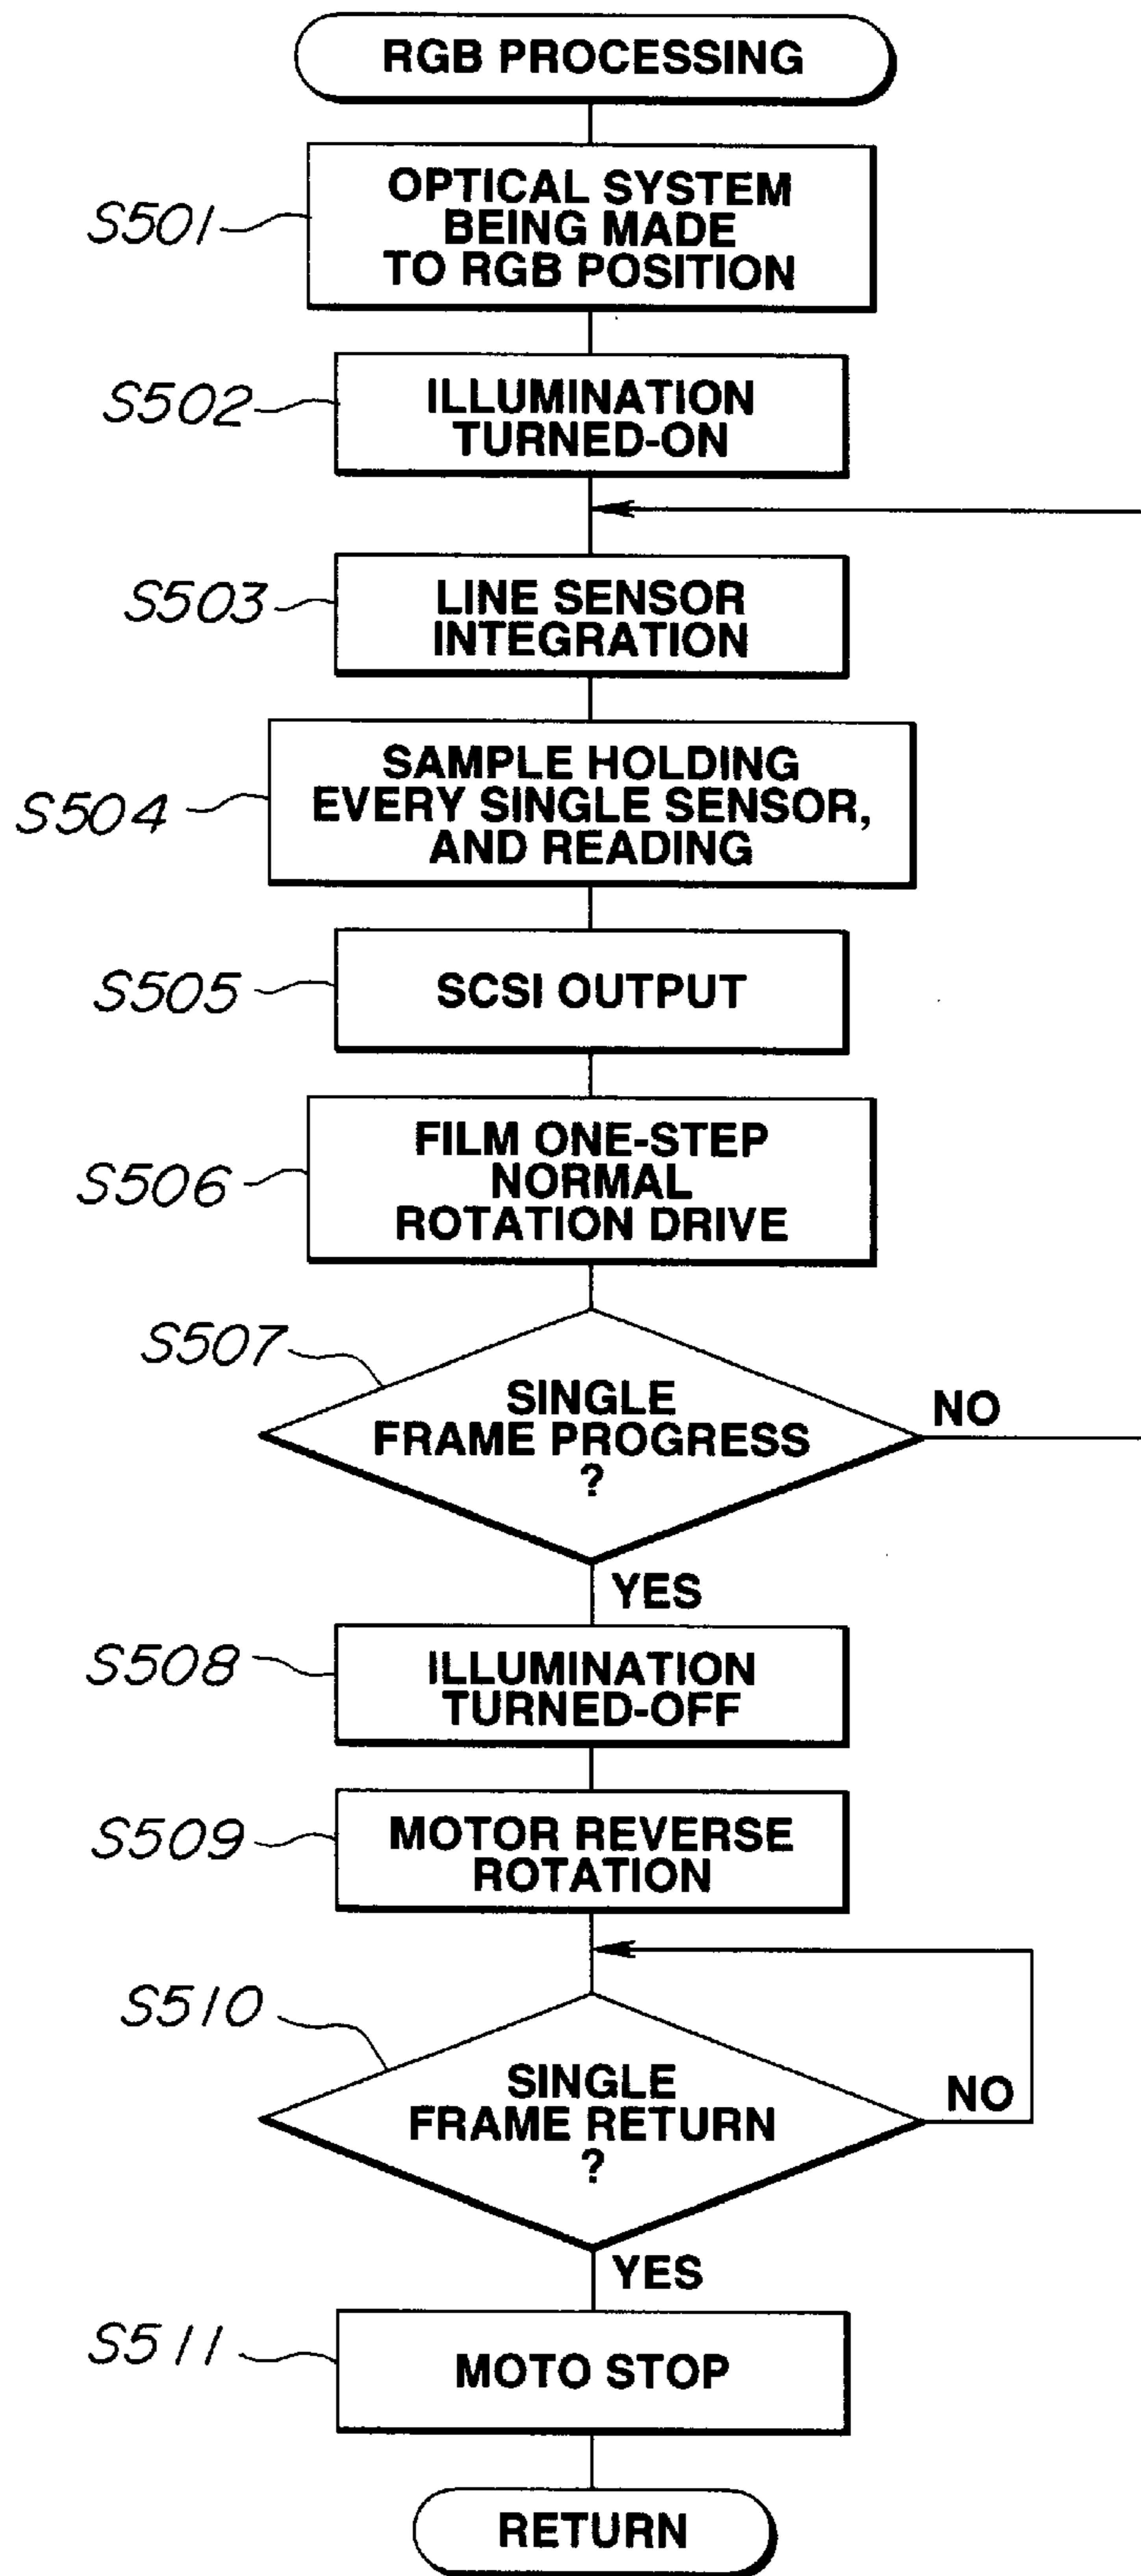 RGB PROCESSING
S501
OPTICAL SYSTEM
BEING MADE
TO RGB POSITION
S502
ILLUMINATION
TURNED-ON
S503
LINE SENSOR
INTEGRATION
S504
SAMPLE HOLDING
EVERY SINGLE SENSOR,
AND READING
S505
SCSI OUTPUT
S506
FILM ONE-STEP
NORMAL
ROTATION DRIVE
S507
SINGLE
FRAME PROGRESS
?
NO
YES
S508
ILLUMINATION
TURNED-OFF
S509
MOTOR REVERSE
ROTATION
S510
SINGLE
FRAME RETURN
?
NO
YES
S511
MOTO STOP
RETURN